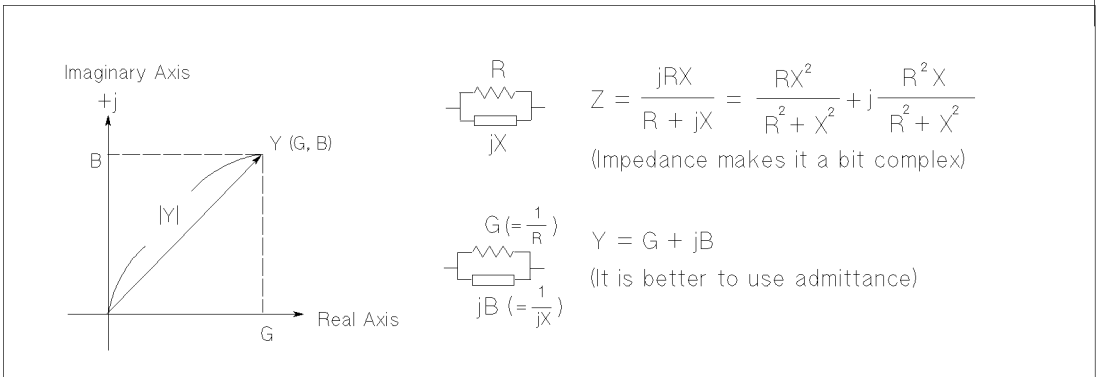 Imaginary Axis
+j
B
Y (G, B)
|Y|
Real Axis
G
R
jX
Z = jRX / (R + jX) = RX² / (R² + X²) + j R²X / (R² + X²)
(Impedance makes it a bit complex)
G (= 1/R )
jB (= 1/jX )
Y = G + jB
(It is better to use admittance)